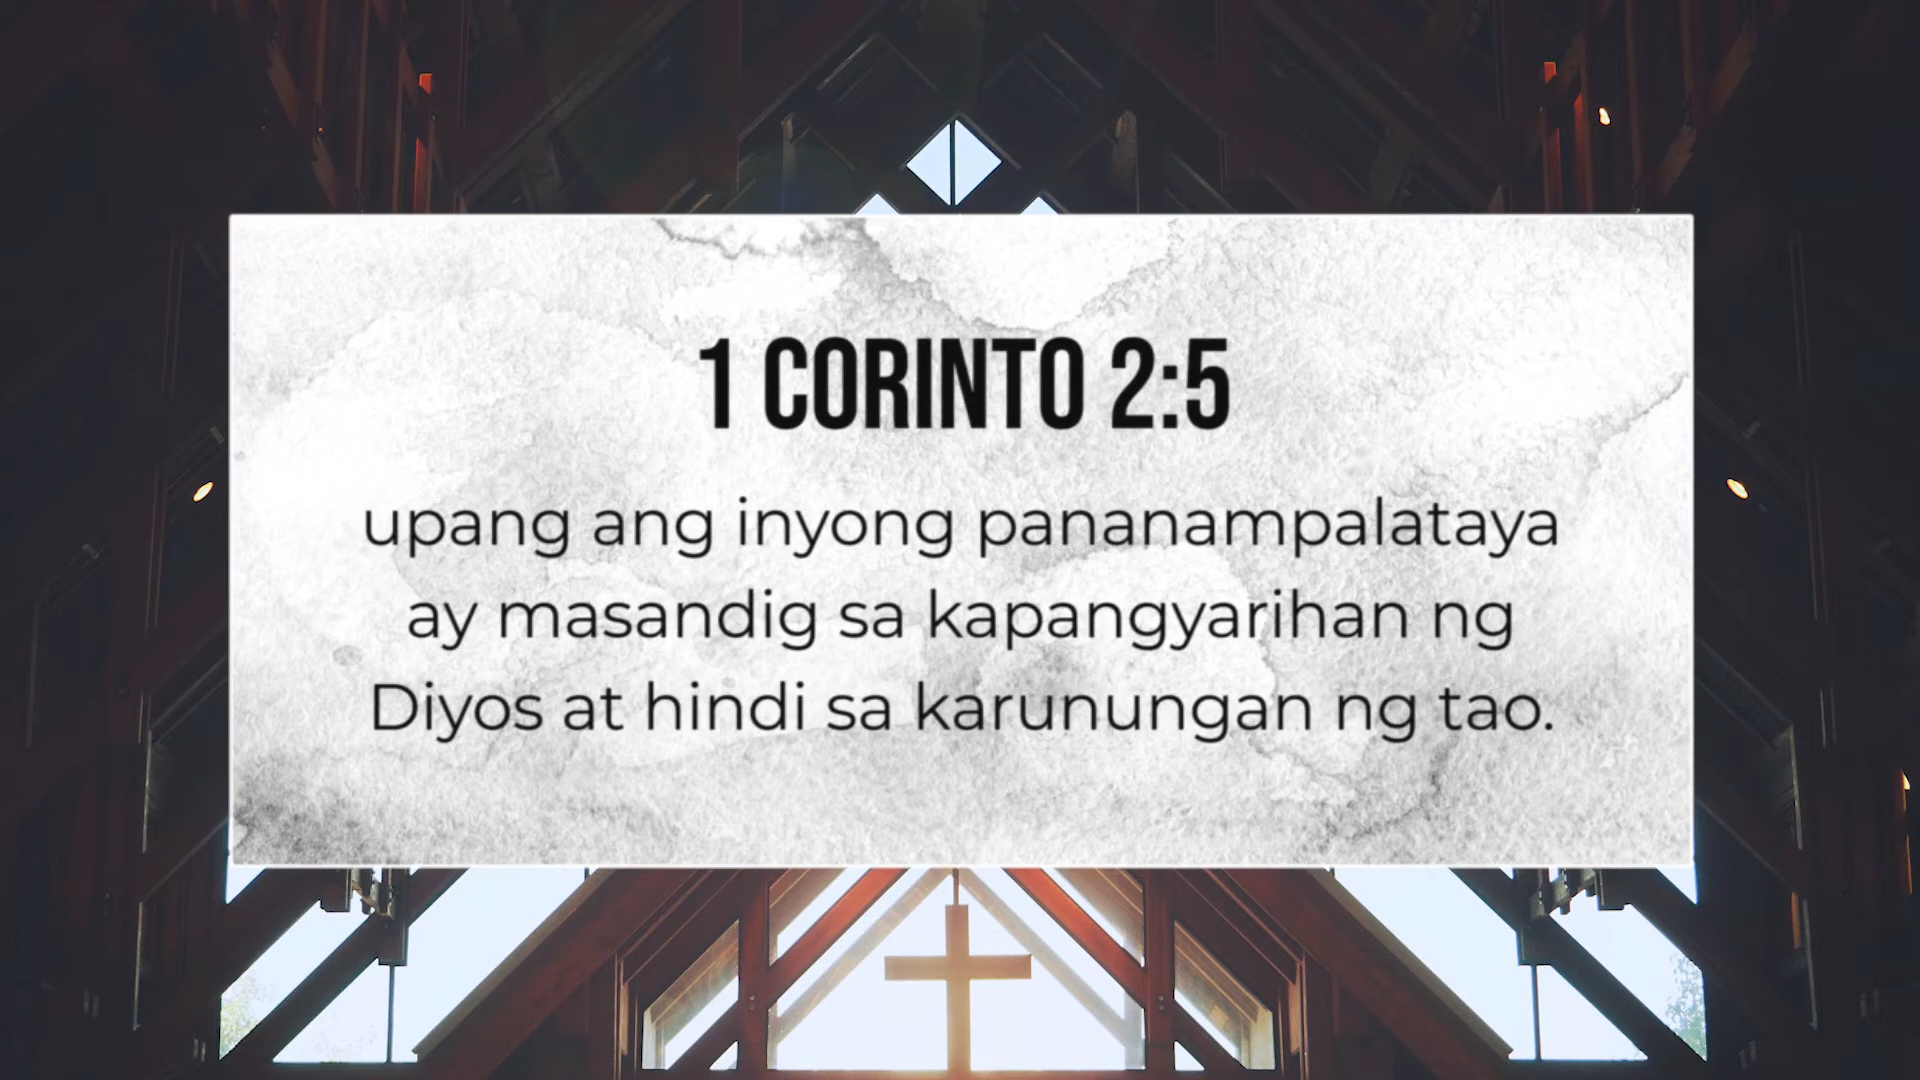 1 CORINTO 2:5
upang ang inyong pananampalataya
ay masandig sa kapangyarihan ng
Diyos at hindi sa karunungan ng tao.